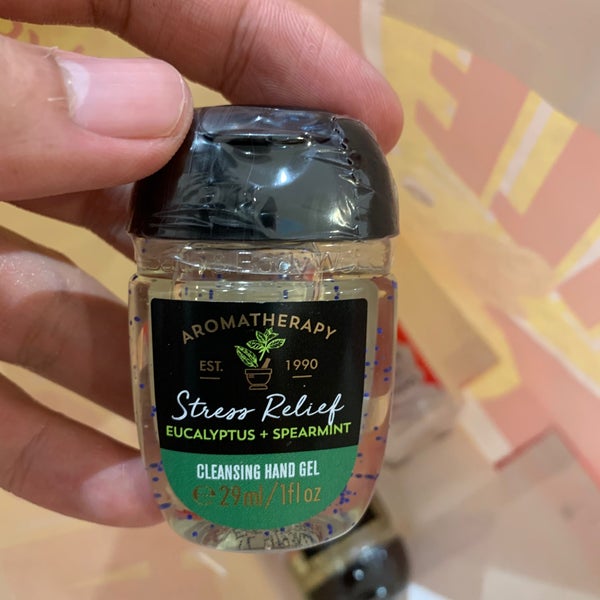 AROMATHERAPY
EST. 1990
Stress Relief
EUCALYPTUS + SPEARMINT
CLEANSING HAND GEL
℮ 29 ml/1 fl oz